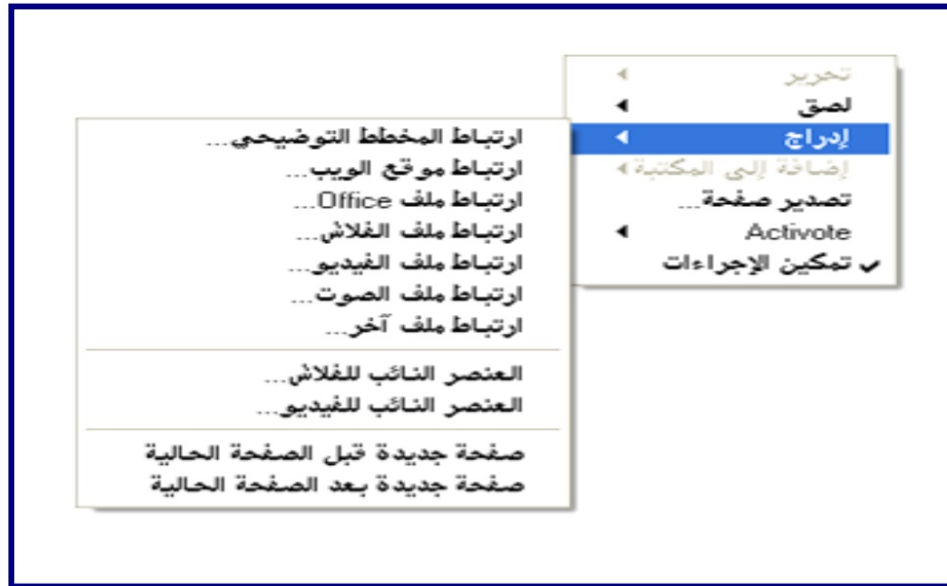 تحرير
لصق
إدراج
إضافة إلى المكتبة
تصدير صفحة...
Activote
تمكين الإجراءات
ارتباط المخطط التوضيحي...
ارتباط موقع الويب...
ارتباط ملف Office...
ارتباط ملف الفلاش...
ارتباط ملف الفيديو...
ارتباط ملف الصوت...
ارتباط ملف آخر...
العنصر النائب للفلاش...
العنصر النائب للفيديو...
صفحة جديدة قبل الصفحة الحالية
صفحة جديدة بعد الصفحة الحالية